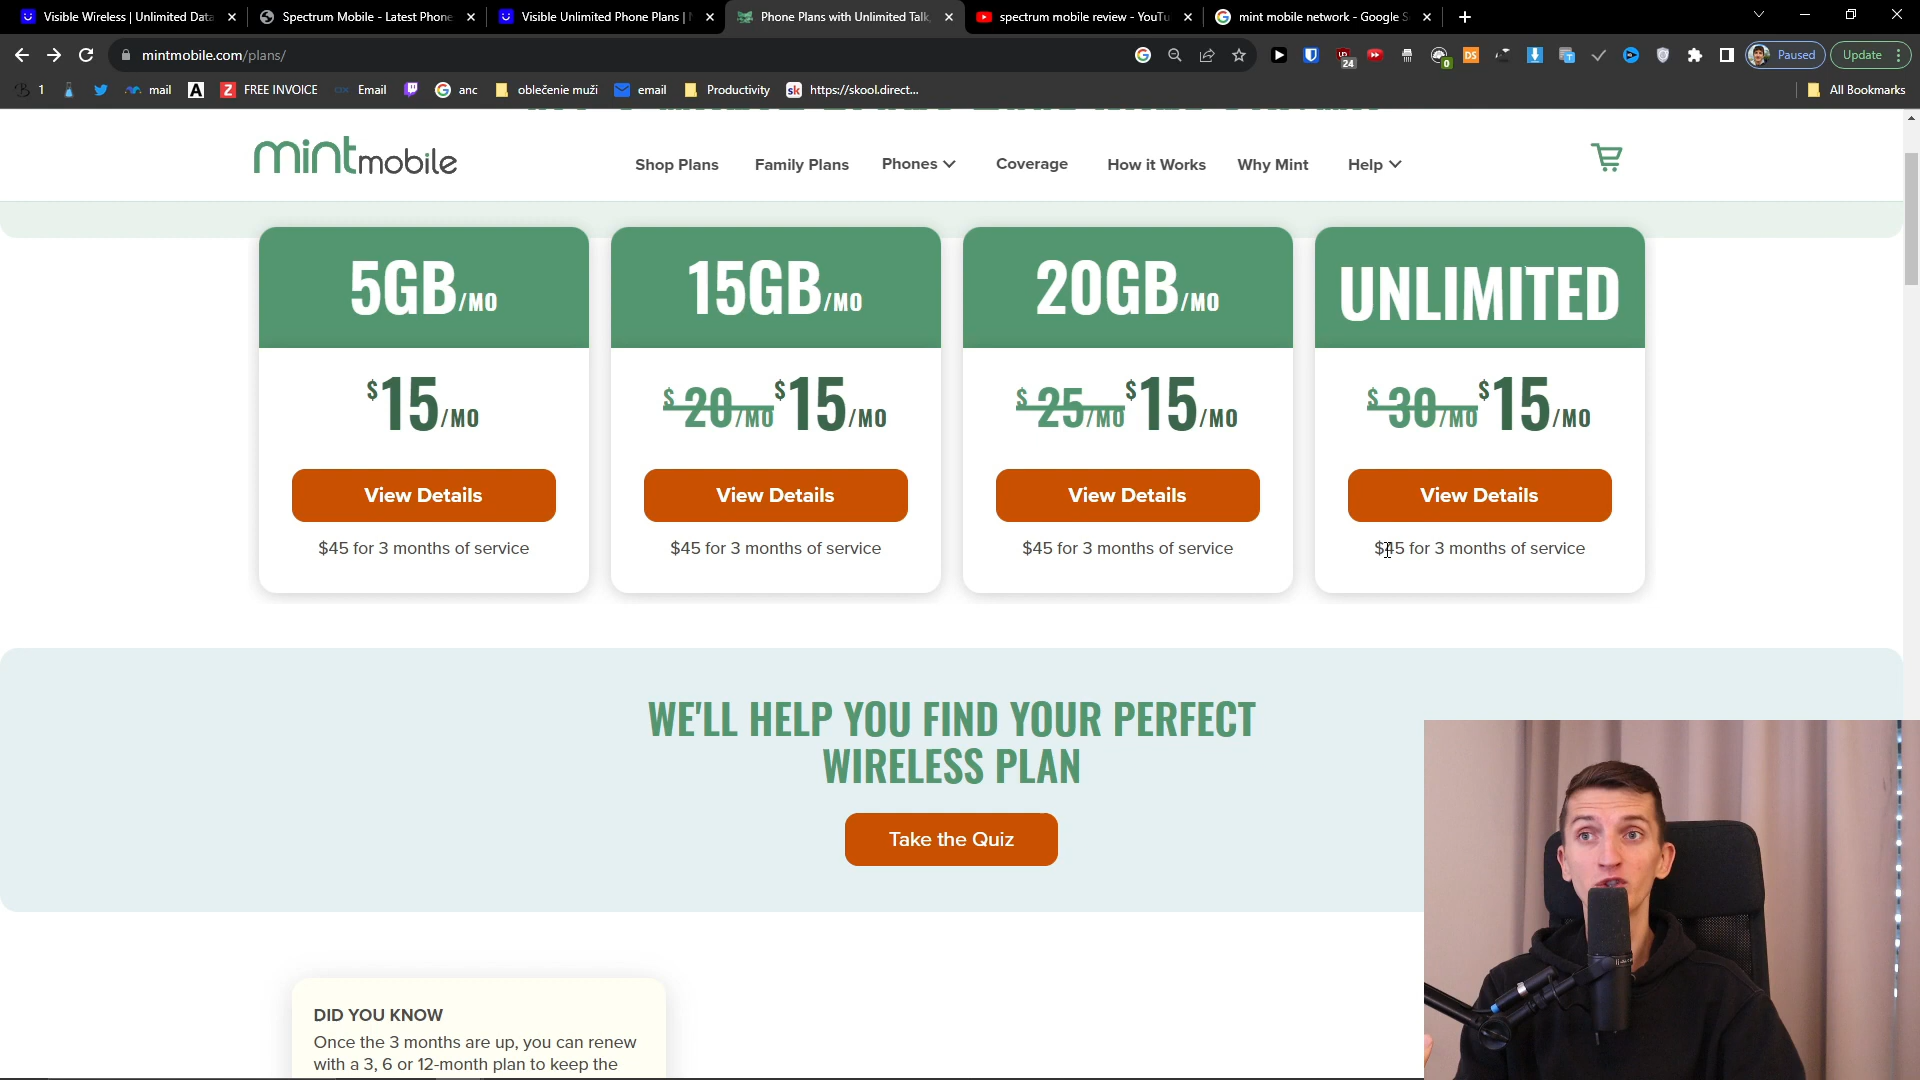 Visible Wireless | Unlimited Data
Spectrum Mobile - Latest Phone
Visible Unlimited Phone Plans |
Phone Plans with Unlimited Talk,
spectrum mobile review - YouTu
mint mobile network - Google S
mintmobile.com/plans/
24
0
DS
Paused
Update
1
mail
A
Z FREE INVOICE
Email
anc
oblečenie muži
email
Productivity
sk https://skool.direct...
All Bookmarks
mint mobile
Shop Plans
Family Plans
Phones
Coverage
How it Works
Why Mint
Help
5GB/MO
15GB/MO
20GB/MO
UNLIMITED
$15/MO
$20/MO $15/MO
$25/MO $15/MO
$30/MO $15/MO
View Details
View Details
View Details
View Details
$45 for 3 months of service
$45 for 3 months of service
$45 for 3 months of service
$45 for 3 months of service
WE'LL HELP YOU FIND YOUR PERFECT
WIRELESS PLAN
Take the Quiz
DID YOU KNOW
Once the 3 months are up, you can renew
with a 3, 6 or 12-month plan to keep the